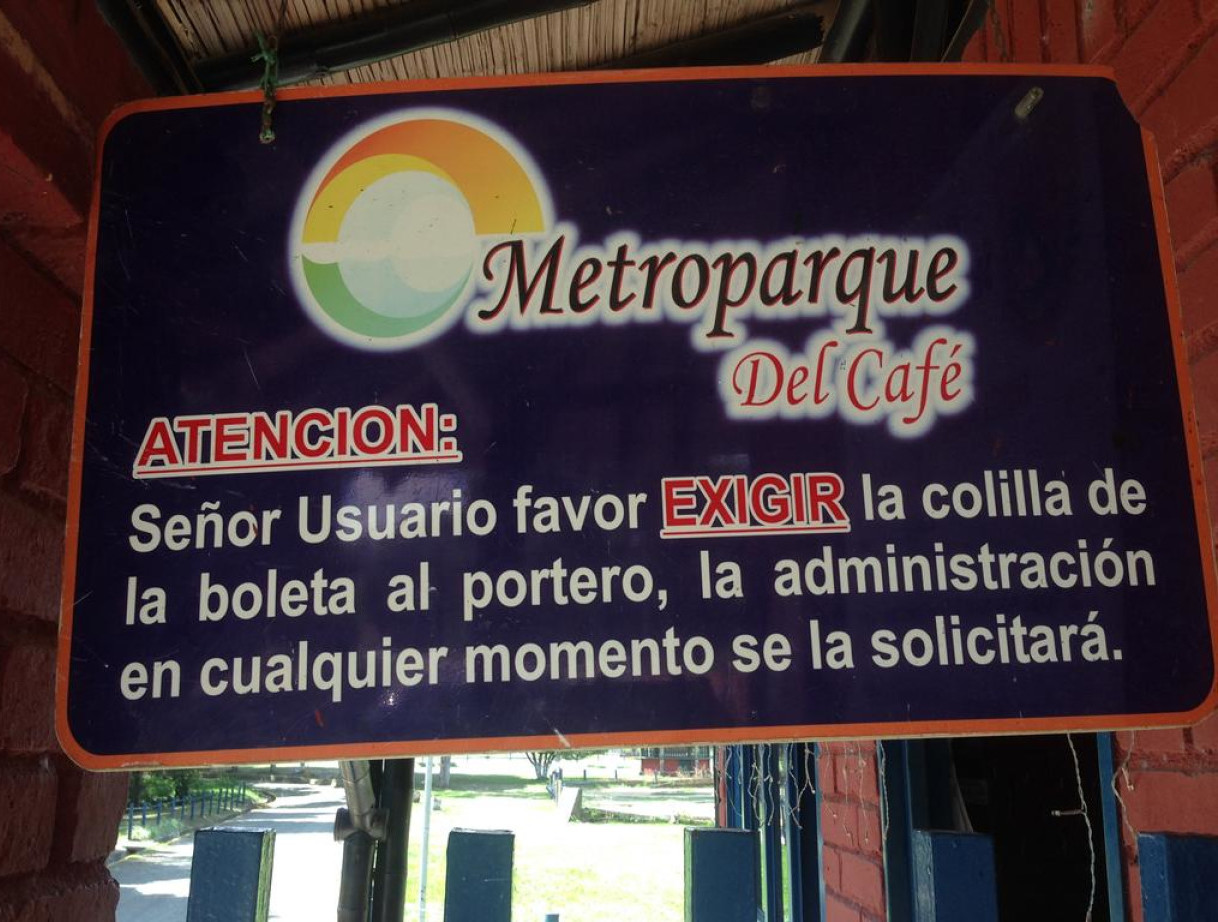 Metroparque
Del Café
ATENCION:
Señor Usuario favor EXIGIR la colilla de
la boleta al portero, la administración
en cualquier momento se la solicitará.